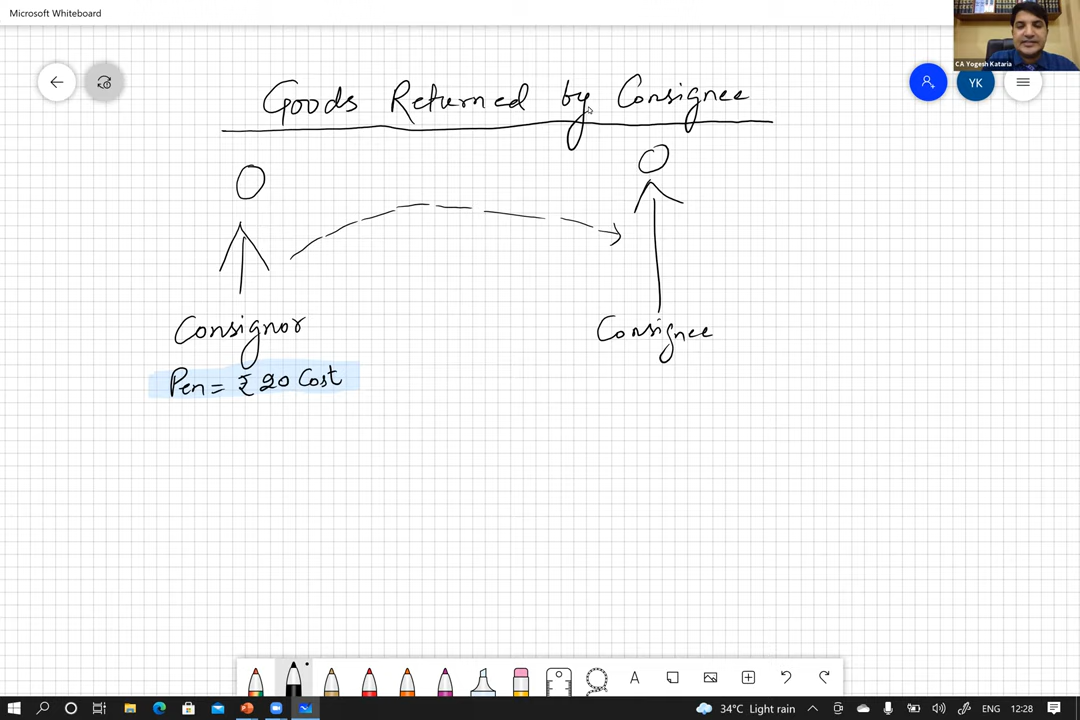 Microsoft Whiteboard
CA Yogesh Kataria
YK
Goods Returned by Consignee
Consignor
Consignee
Pen = ₹ 20 Cost
A
34°C Light rain
ENG
12:28